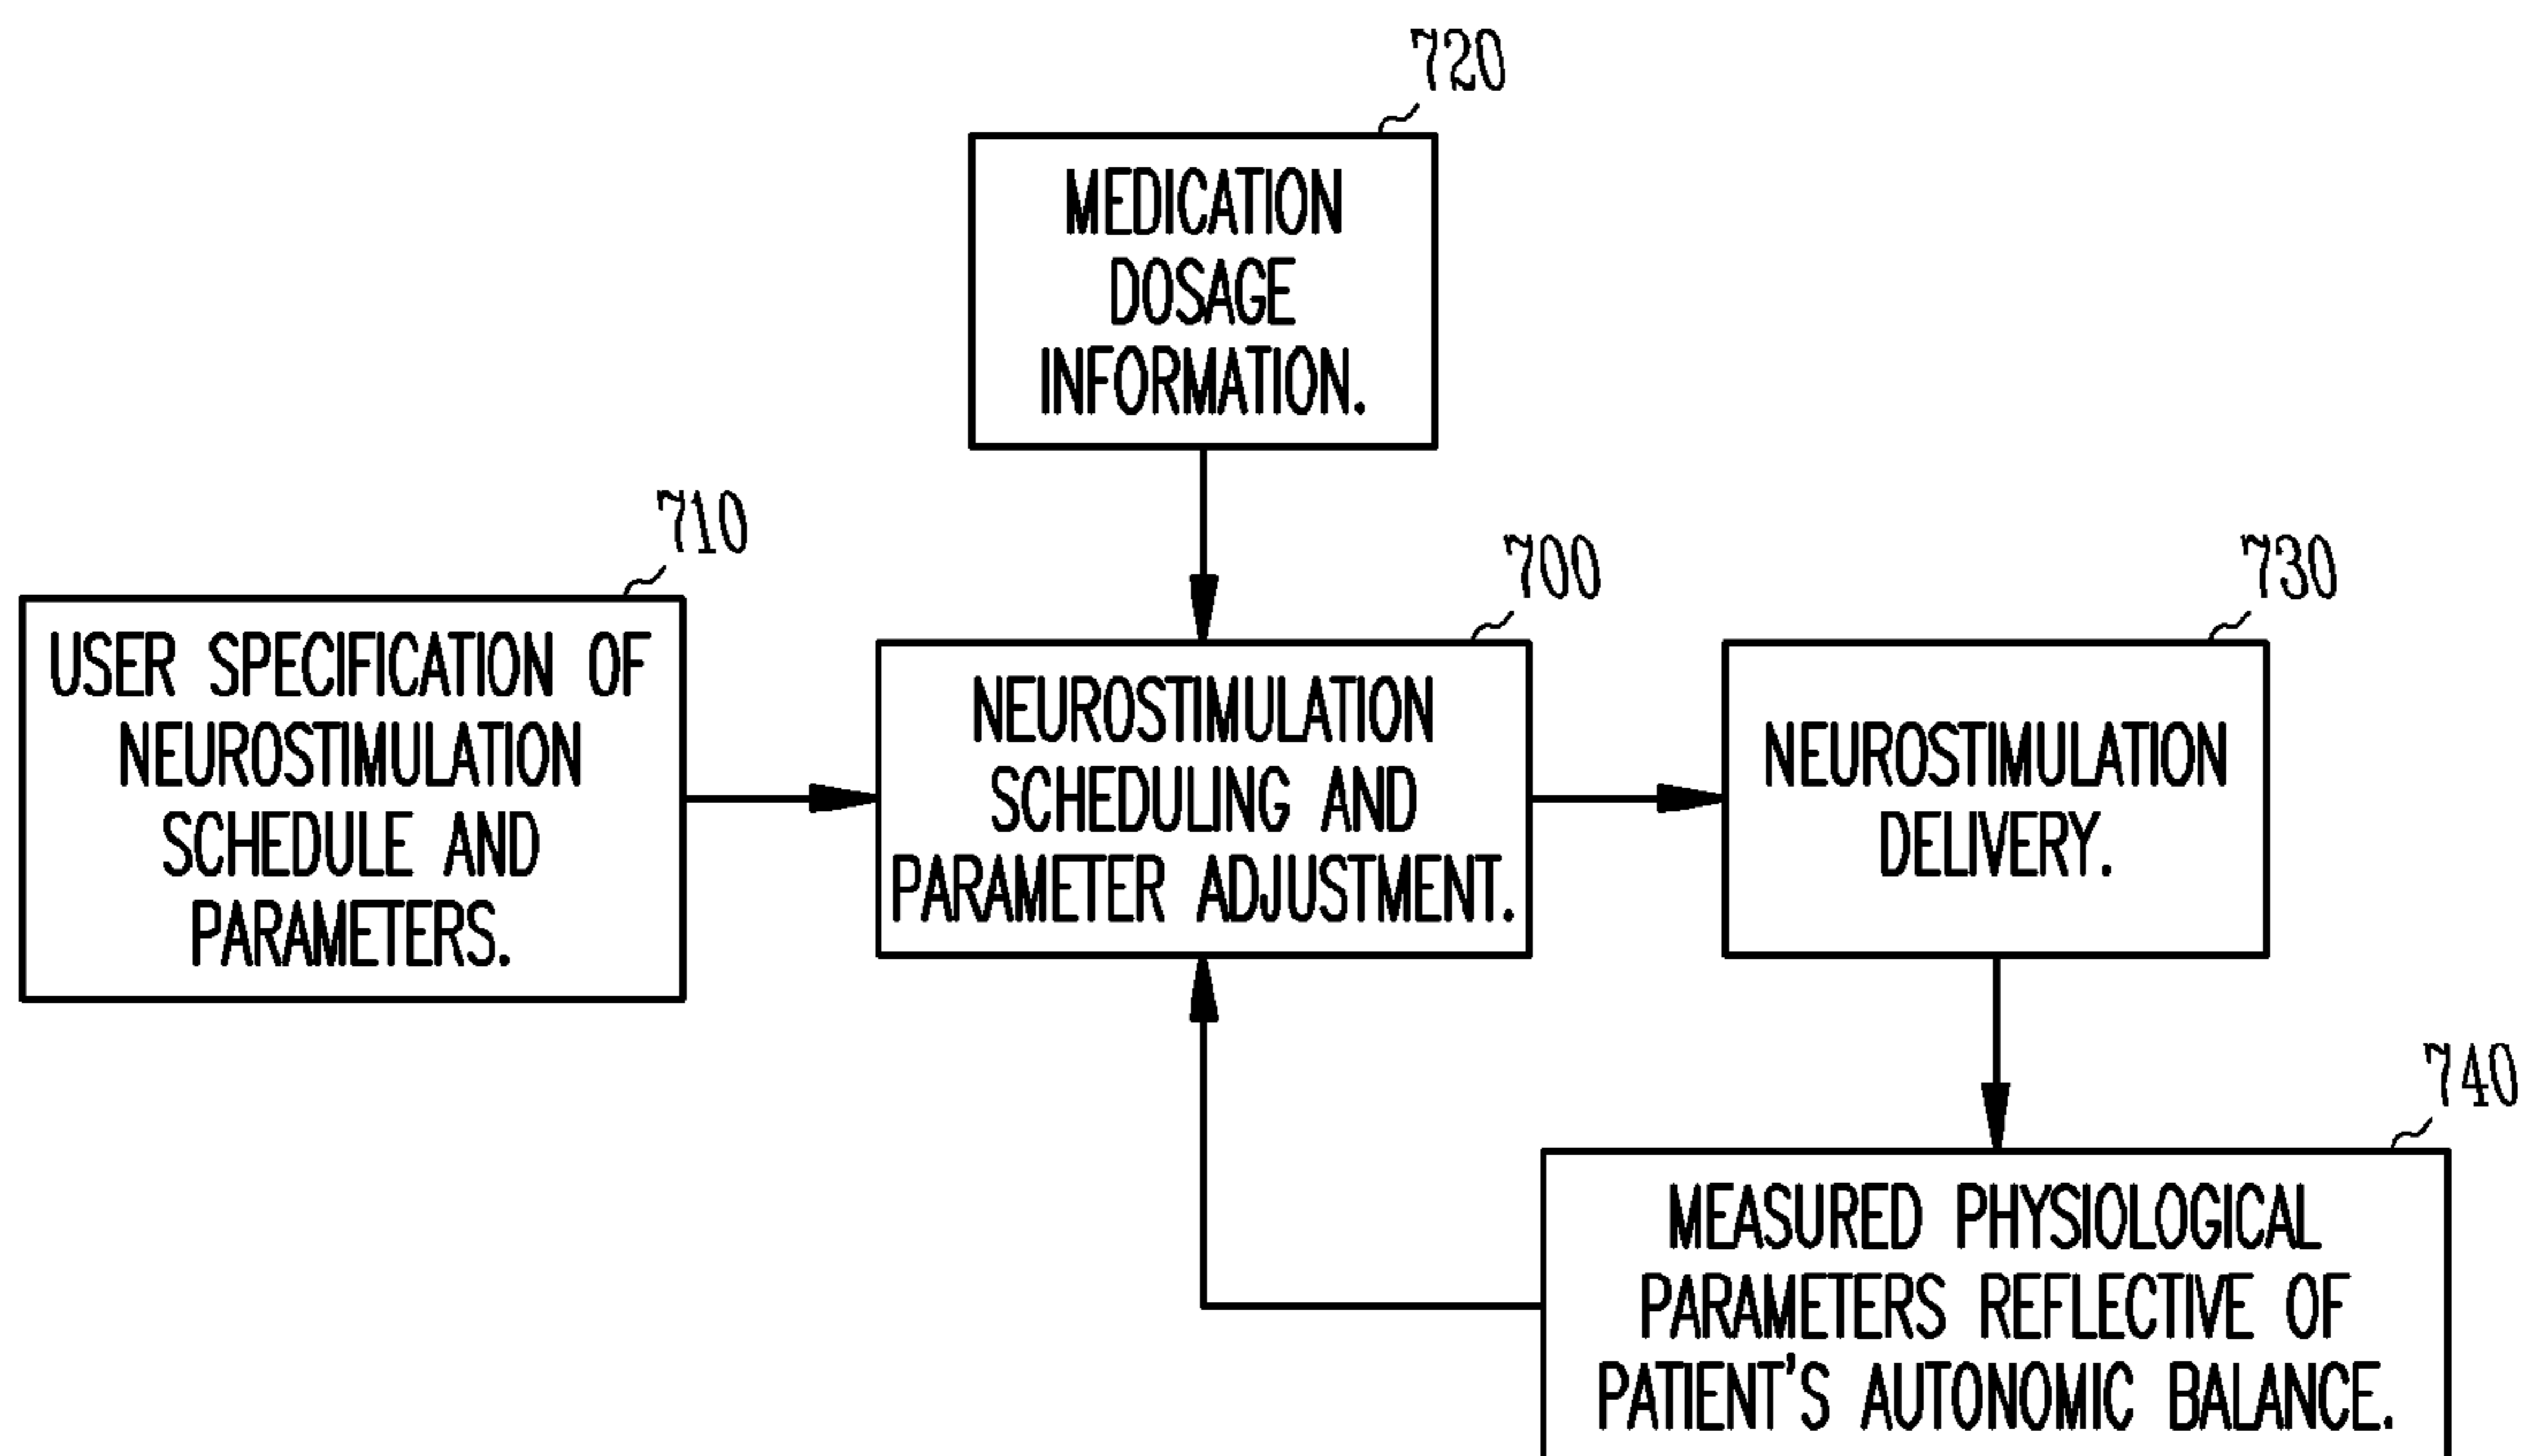 720
MEDICATION
DOSAGE
INFORMATION.
710
USER SPECIFICATION OF
NEUROSTIMULATION
SCHEDULE AND
PARAMETERS.
700
NEUROSTIMULATION
SCHEDULING AND
PARAMETER ADJUSTMENT.
730
NEUROSTIMULATION
DELIVERY.
740
MEASURED PHYSIOLOGICAL
PARAMETERS REFLECTIVE OF
PATIENT'S AUTONOMIC BALANCE.